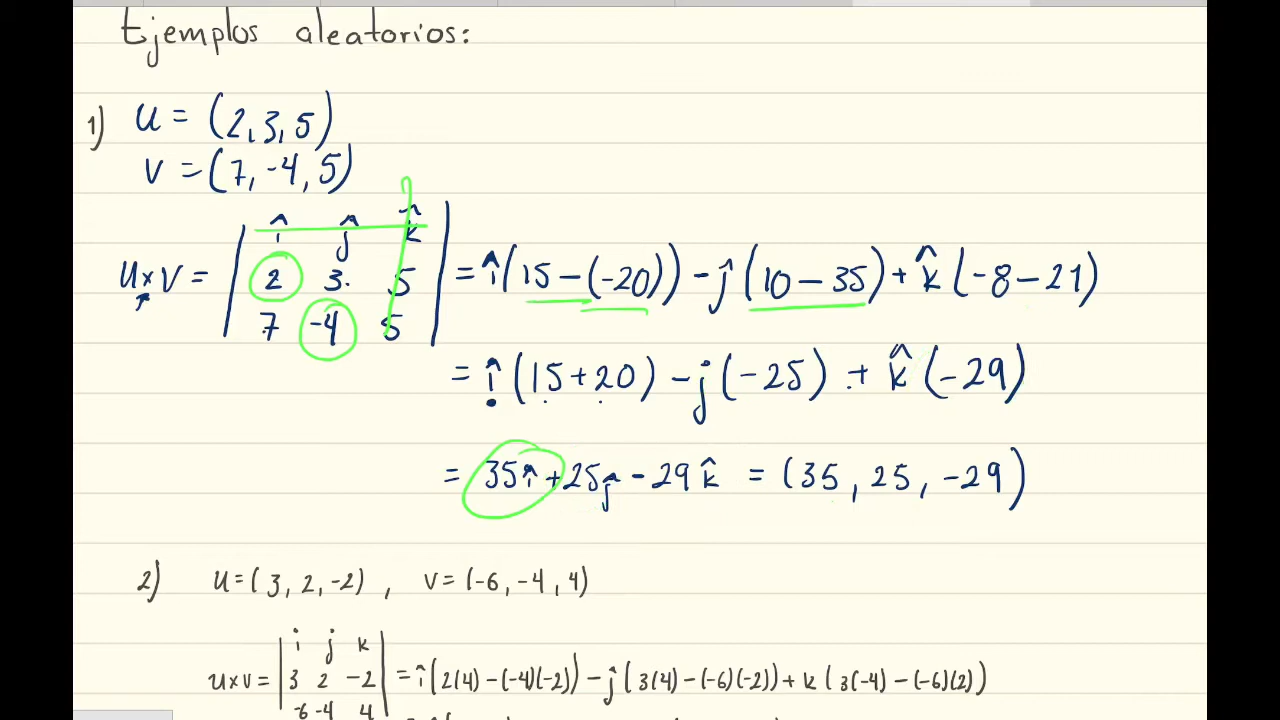 Ejemplos aleatorios:
1) u = (2, 3, 5)
v = (7, -4, 5)
î ĵ k̂
u×v = | 2 3 5 | = î(15 - (-20)) - ĵ(10 - 35) + k̂(-8 - 21)
7 -4 5
= î(15 + 20) - j(-25) + k̂(-29)
= 35î + 25ĵ - 29k̂ = (35, 25, -29)
2) u = (3, 2, -2) , v = (-6, -4, 4)
i j k
u×v = | 3 2 -2 | = î(2(4) - (-4)(-2)) - ĵ(3(4) - (-6)(-2)) + k(3(-4) - (-6)(2))
-6 -4 4